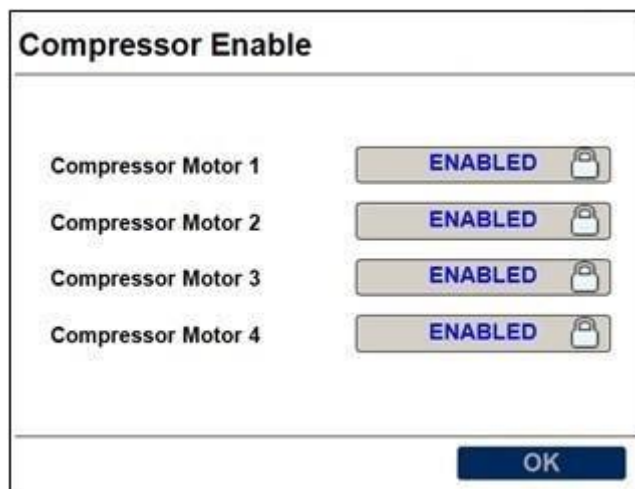 Compressor Enable
Compressor Motor 1 ENABLED
Compressor Motor 2 ENABLED
Compressor Motor 3 ENABLED
Compressor Motor 4 ENABLED
OK